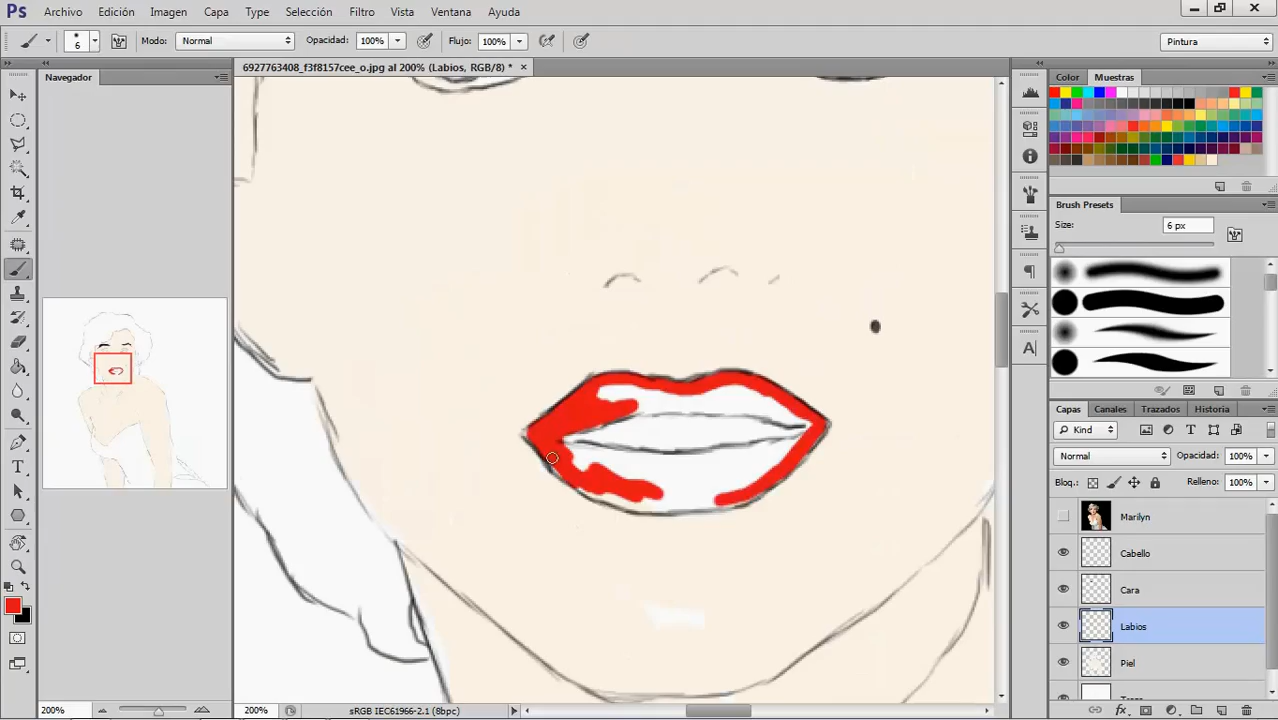 Ps Archivo Edición Imagen Capa Type Selección Filtro Vista Ventana Ayuda
6 Modo: Normal Opacidad: 100% Flujo: 100% Pintura
Navegador
6927763408_f3f8157cee_o.jpg al 200% (Labios, RGB/8) *
Color Muestras
Brush Presets
Size: 6 px
Capas Canales Trazados Historia
Kind
Normal Opacidad: 100%
Bloq.: Relleno: 100%
Marilyn
Cabello
Cara
Labios
Piel
200%
200% sRGB IEC61966-2.1 (8bpc)